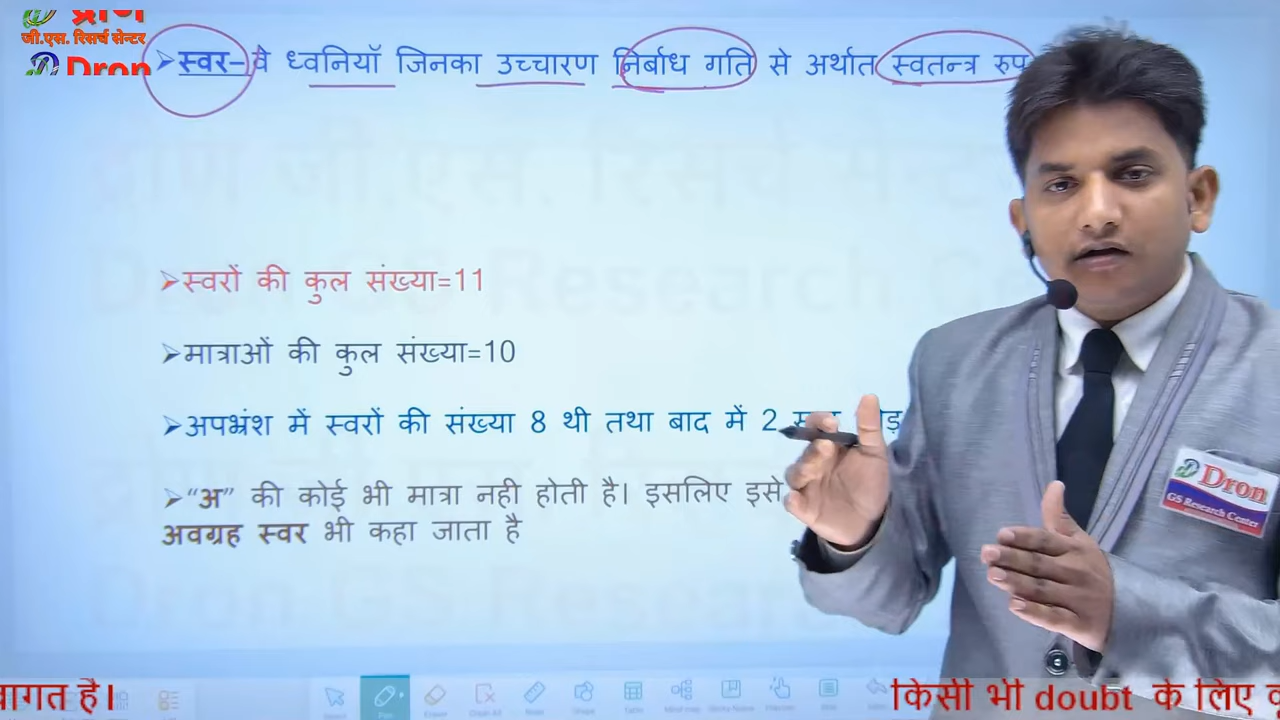 द्रोण
जी.एस. रिसर्च सेन्टर
Dron
➢स्वर– वे ध्वनियाॅ जिनका उच्चारण निर्बाध गति से अर्थात स्वतन्त्र रुप
➢स्वरों की कुल संख्या=11
➢मात्राओं की कुल संख्या=10
➢अपभ्रंश में स्वरों की संख्या 8 थी तथा बाद में 2
➢“अ” की कोई भी मात्रा नही होती है। इसलिए इसे
अवग्रह स्वर भी कहा जाता है
Dron
GS Research Center
किसी भी doubt के लिए